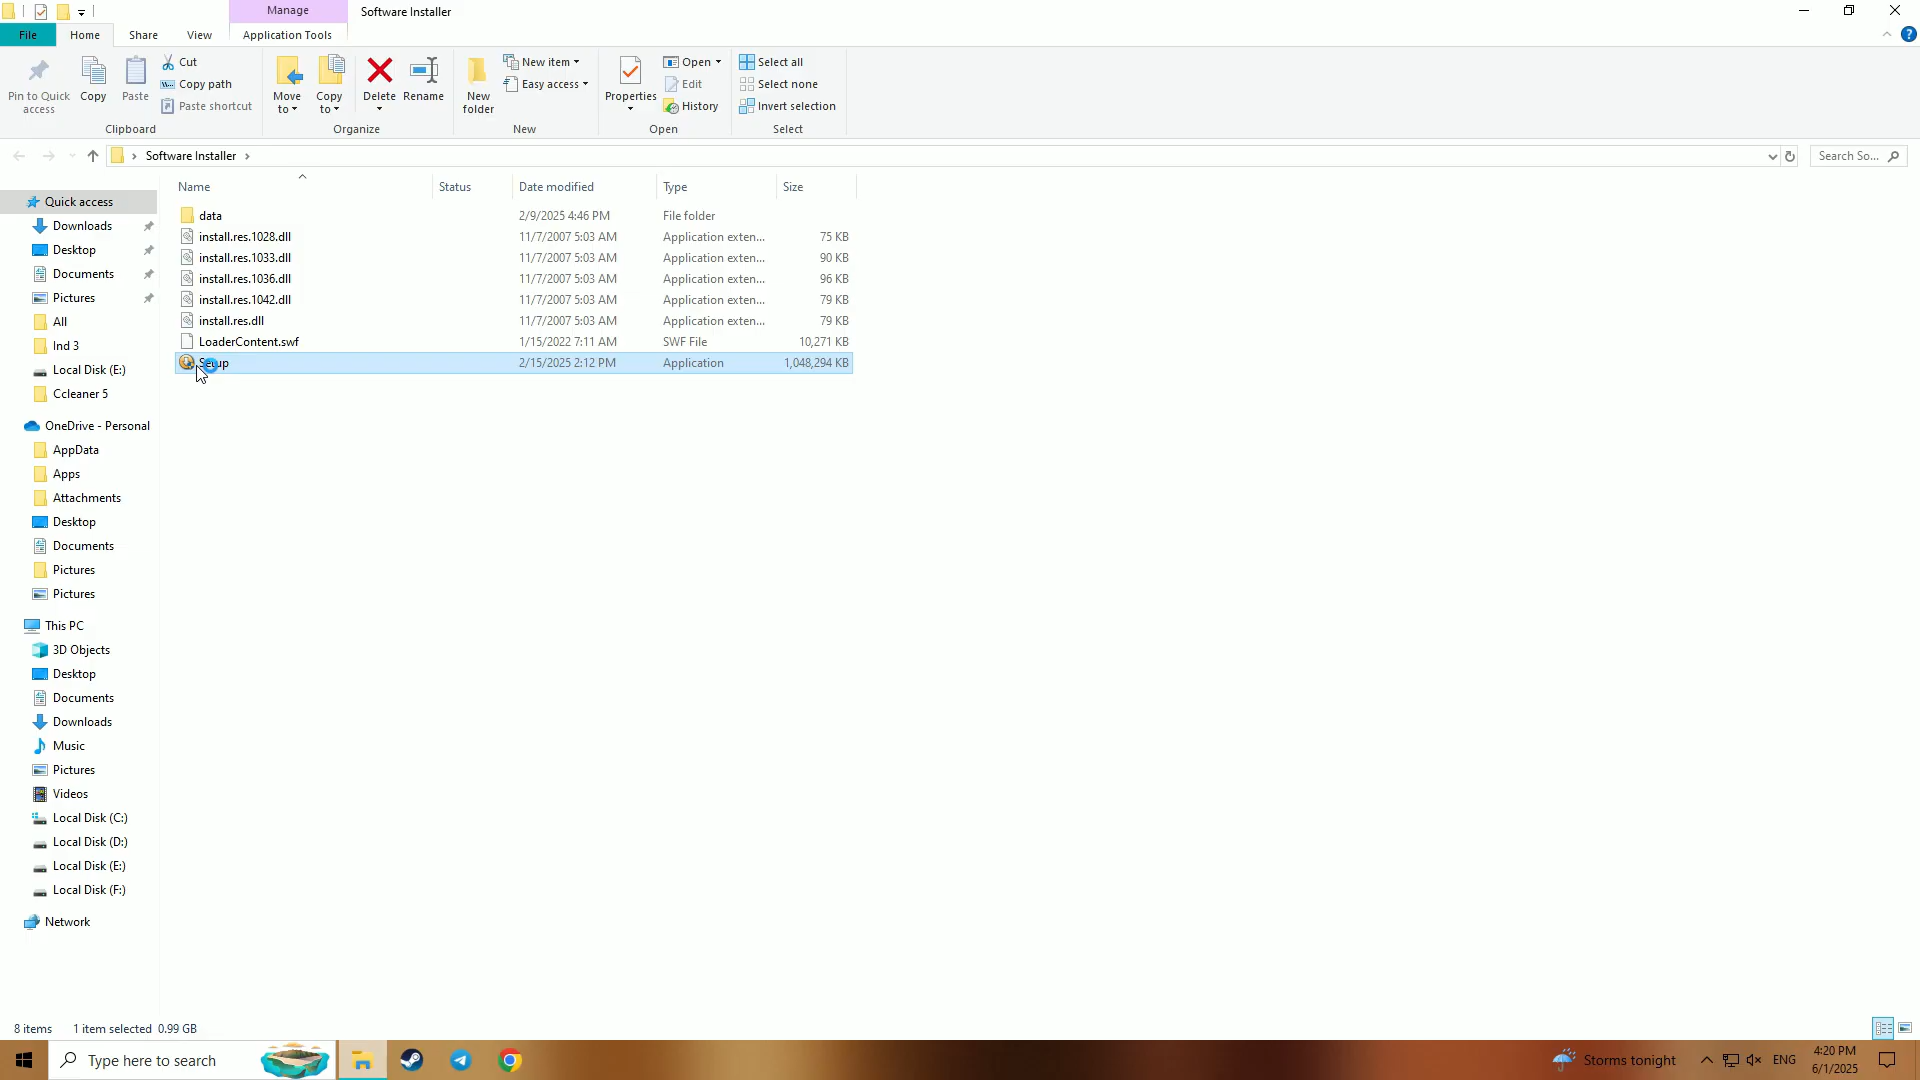 Manage
Software Installer
File
Home
Share
View
Application Tools
Pin to Quick access
Copy
Paste
Cut
Copy path
Paste shortcut
Clipboard
Move to
Copy to
Delete
Rename
Organize
New folder
New item
Easy access
New
Properties
Open
Edit
History
Open
Select all
Select none
Invert selection
Select
Software Installer
Search So...
Name Status Date modified Type Size
data 2/9/2025 4:46 PM File folder
install.res.1028.dll 11/7/2007 5:03 AM Application exten... 75 KB
install.res.1033.dll 11/7/2007 5:03 AM Application exten... 90 KB
install.res.1036.dll 11/7/2007 5:03 AM Application exten... 96 KB
install.res.1042.dll 11/7/2007 5:03 AM Application exten... 79 KB
install.res.dll 11/7/2007 5:03 AM Application exten... 79 KB
LoaderContent.swf 1/15/2022 7:11 AM SWF File 10,271 KB
Setup 2/15/2025 2:12 PM Application 1,048,294 KB
Quick access
Downloads
Desktop
Documents
Pictures
All
Ind 3
Local Disk (E:)
Ccleaner 5
OneDrive - Personal
AppData
Apps
Attachments
Desktop
Documents
Pictures
Pictures
This PC
3D Objects
Desktop
Documents
Downloads
Music
Pictures
Videos
Local Disk (C:)
Local Disk (D:)
Local Disk (E:)
Local Disk (F:)
Network
8 items 1 item selected 0.99 GB
Type here to search
Storms tonight
ENG
4:20 PM
6/1/2025